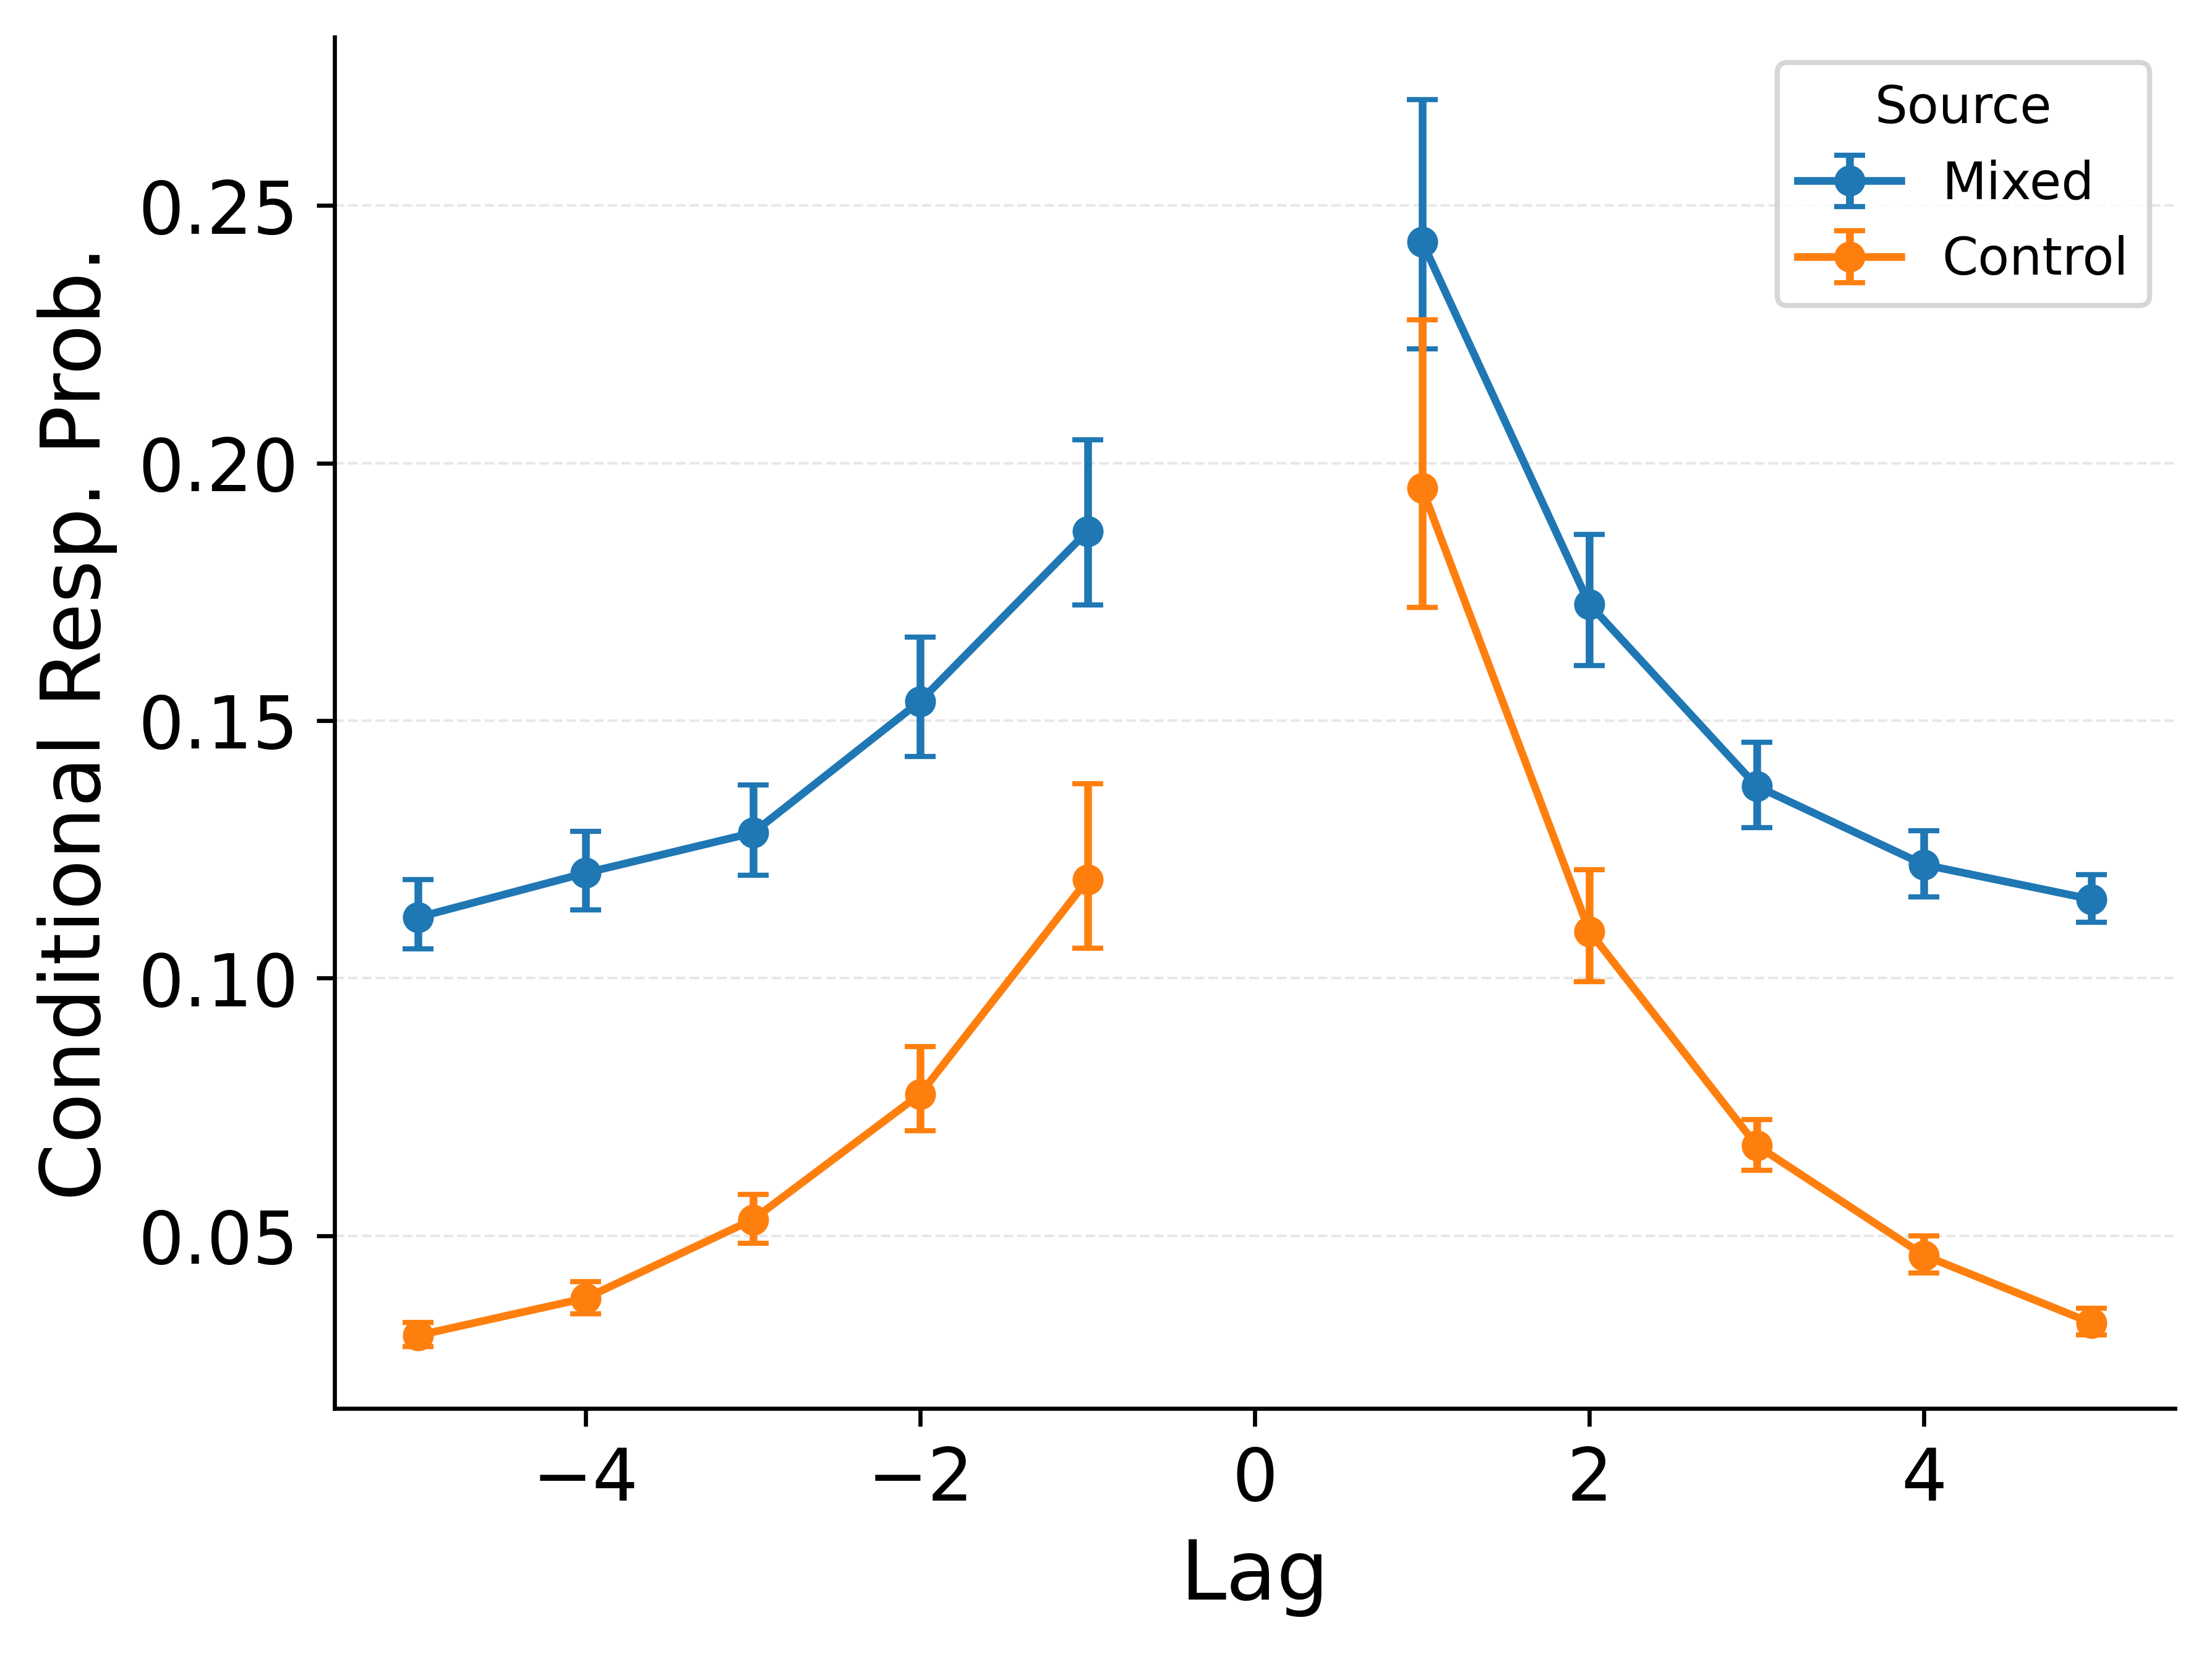 Source
Mixed
Control
Conditional Resp. Prob.
0.25
0.20
0.15
0.10
0.05
−4 −2 0 2 4
Lag